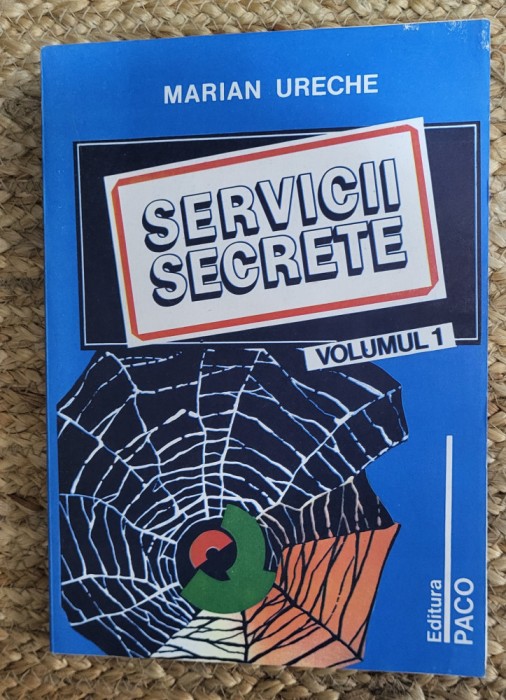 MARIAN URECHE
SERVICII
SECRETE
VOLUMUL 1
Editura
PACO